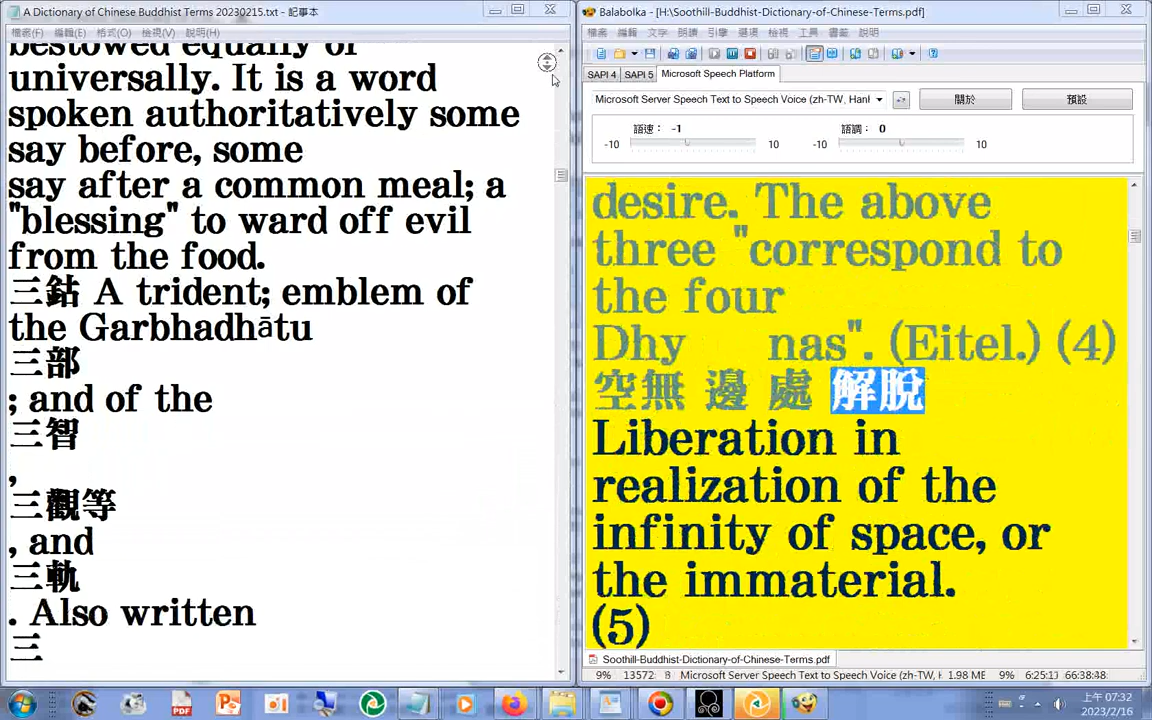 A Dictionary of Chinese Buddhist Terms 20230215.txt - 記事本
檔案(F) 編輯(E) 格式(O) 檢視(V) 說明(H)
bestowed equally or
universally. It is a word
spoken authoritatively some
say before, some
say after a common meal; a
"blessing" to ward off evil
from the food.
三鈷 A trident; emblem of
the Garbhadhātu
三部
; and of the
三智
,
三觀等
, and
三軌
. Also written
三
Balabolka - [H:\Soothill-Buddhist-Dictionary-of-Chinese-Terms.pdf]
檔案 編輯 文字 朗讀 引擎 選項 檢視 工具 書籤 說明
SAPI 4 SAPI 5 Microsoft Speech Platform
Microsoft Server Speech Text to Speech Voice (zh-TW, Han
關於 預設
語速： -1 語調： 0
-10 10 -10 10
desire. The above
three "correspond to
the four
Dhy nas". (Eitel.) (4)
空無 邊 處 解脫
Liberation in
realization of the
infinity of space, or
the immaterial.
(5)
Soothill-Buddhist-Dictionary-of-Chinese-Terms.pdf
9% 13572 Microsoft Server Speech Text to Speech Voice (zh-TW, H 1.98 ME 9% 6:25:11 66:38:48
PDF
上午 07:32
2023/2/16